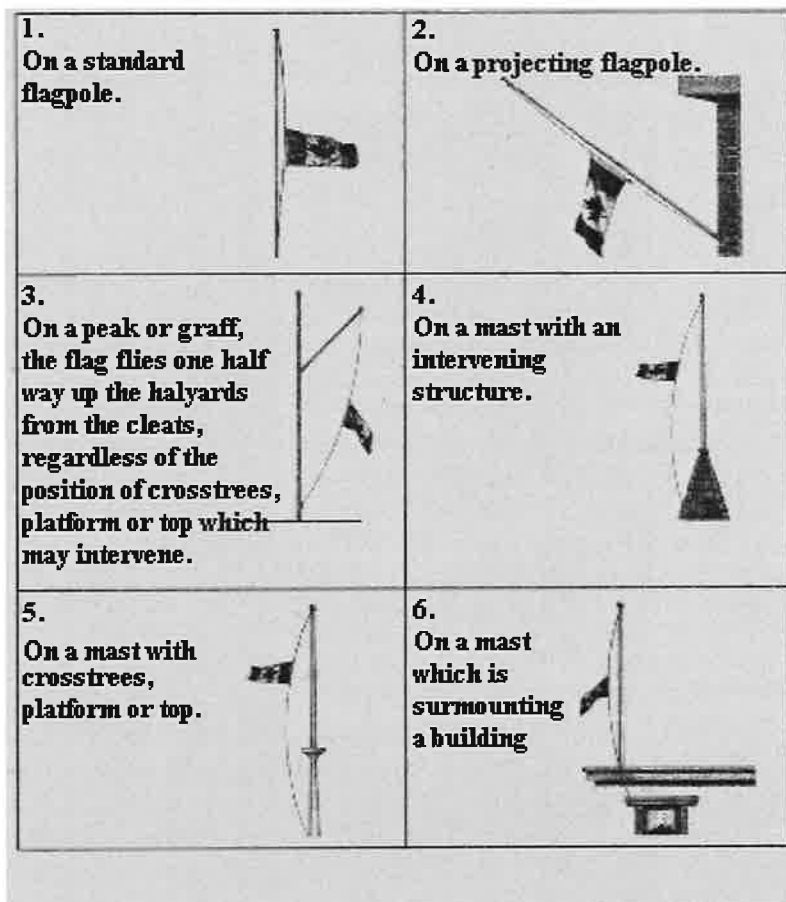 1.
On a standard
flagpole.
2.
On a projecting flagpole.
3.
On a peak or graff,
the flag flies one half
way up the halyards
from the cleats,
regardless of the
position of crosstrees,
platform or top which
may intervene.
4.
On a mast with an
intervening
structure.
5.
On a mast with
crosstrees,
platform or top.
6.
On a mast
which is
surmounting
a building